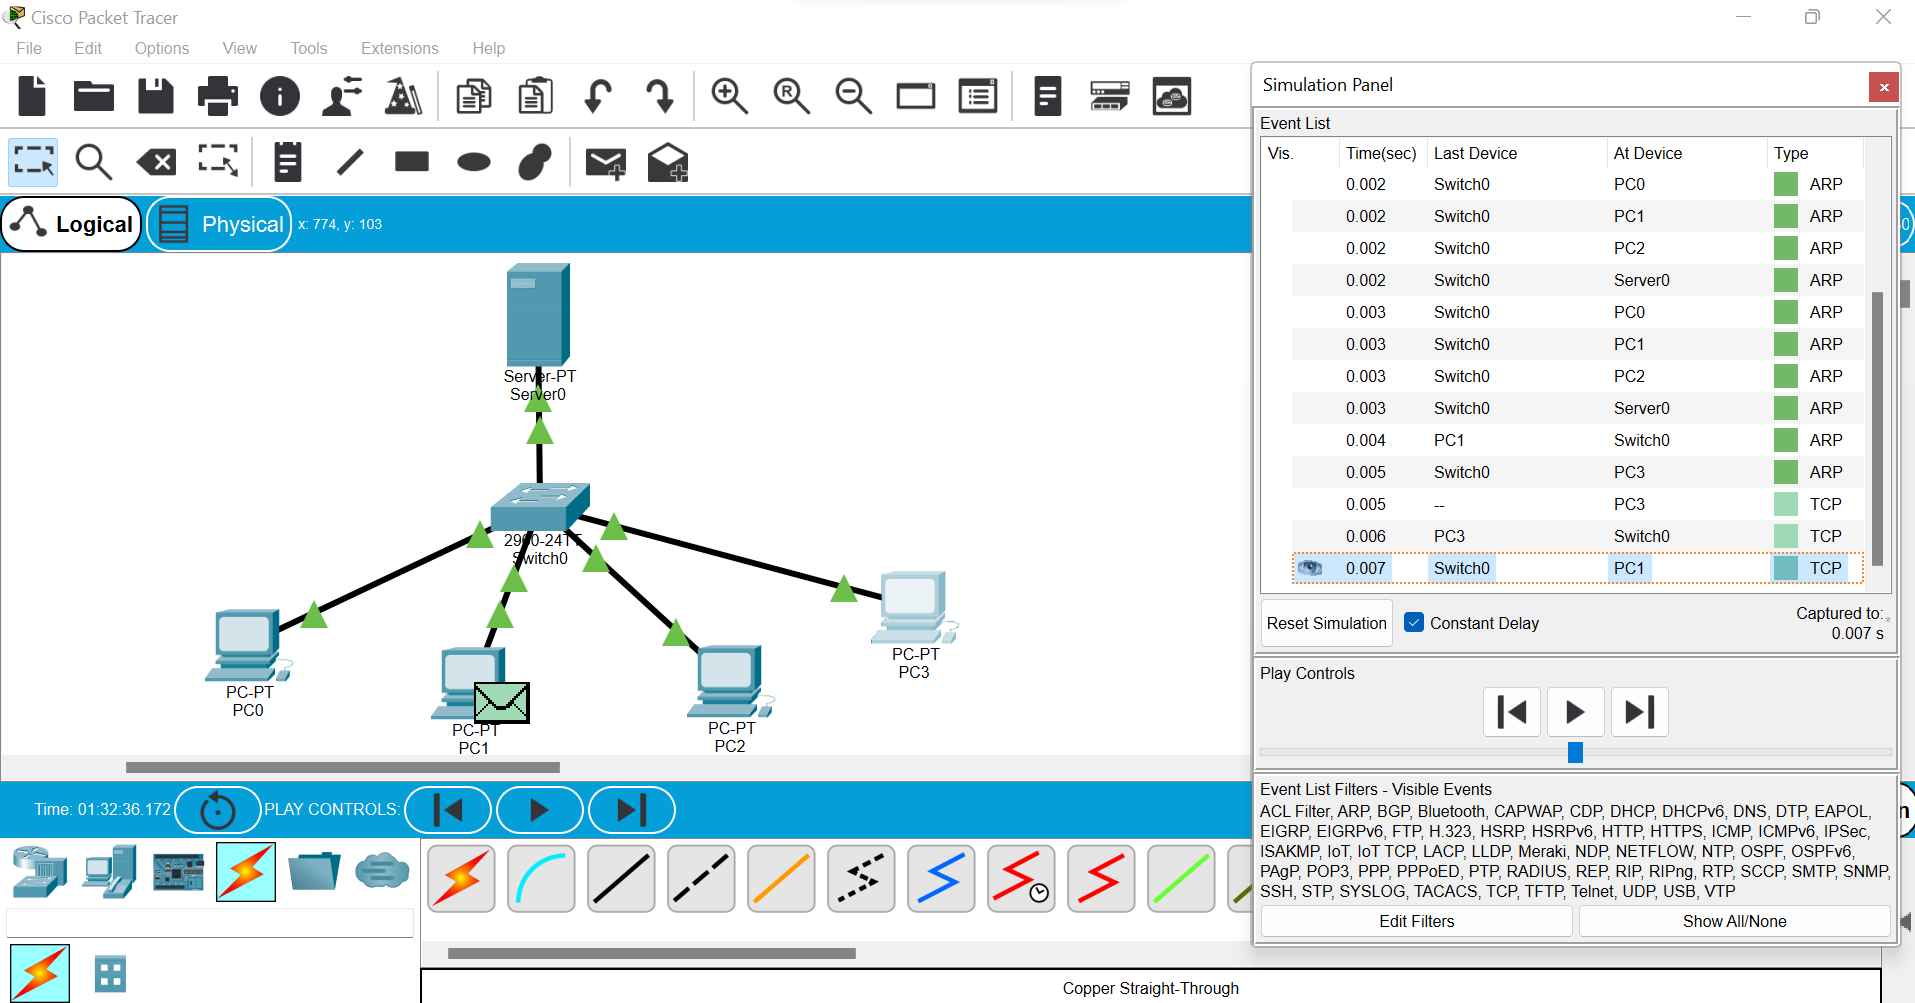 Cisco Packet Tracer
File Edit Options View Tools Extensions Help
Logical Physical x: 774, y: 103
Server-PT
Server0
Switch0
PC-PT
PC0
PC-PT
PC1
PC-PT
PC2
PC-PT
PC3
Time: 01:32:36.172 PLAY CONTROLS:
Copper Straight-Through
Simulation Panel
Event List
Vis. Time(sec) Last Device At Device Type
0.002 Switch0 PC0 ARP
0.002 Switch0 PC1 ARP
0.002 Switch0 PC2 ARP
0.002 Switch0 Server0 ARP
0.003 Switch0 PC0 ARP
0.003 Switch0 PC1 ARP
0.003 Switch0 PC2 ARP
0.003 Switch0 Server0 ARP
0.004 PC1 Switch0 ARP
0.005 Switch0 PC3 ARP
0.005 -- PC3 TCP
0.006 PC3 Switch0 TCP
0.007 Switch0 PC1 TCP
Reset Simulation Constant Delay Captured to: *
0.007 s
Play Controls
Event List Filters - Visible Events
ACL Filter, ARP, BGP, Bluetooth, CAPWAP, CDP, DHCP, DHCPv6, DNS, DTP, EAPOL,
EIGRP, EIGRPv6, FTP, H.323, HSRP, HSRPv6, HTTP, HTTPS, ICMP, ICMPv6, IPSec,
ISAKMP, IoT, IoT TCP, LACP, LLDP, Meraki, NDP, NETFLOW, NTP, OSPF, OSPFv6,
PAgP, POP3, PPP, PPPoED, PTP, RADIUS, REP, RIP, RIPng, RTP, SCCP, SMTP, SNMP,
SSH, STP, SYSLOG, TACACS, TCP, TFTP, Telnet, UDP, USB, VTP
Edit Filters Show All/None